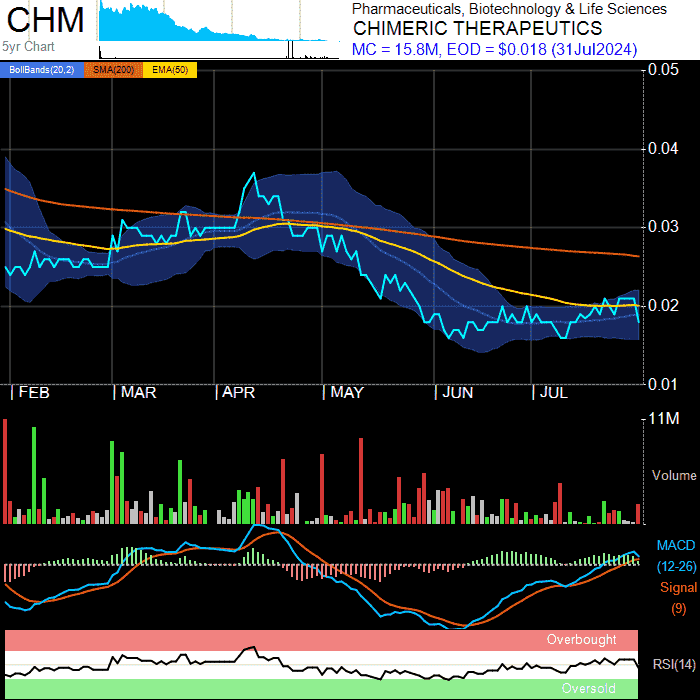 CHM
5yr Chart
Pharmaceuticals, Biotechnology & Life Sciences
CHIMERIC THERAPEUTICS
MC = 15.8M, EOD = $0.018 (31Jul2024)
BollBands(20,2) SMA(200) EMA(50)
0.05
0.04
0.03
0.02
0.01
FEB MAR APR MAY JUN JUL
11M
Volume
MACD
(12-26)
Signal
(9)
Overbought
RSI(14)
Oversold